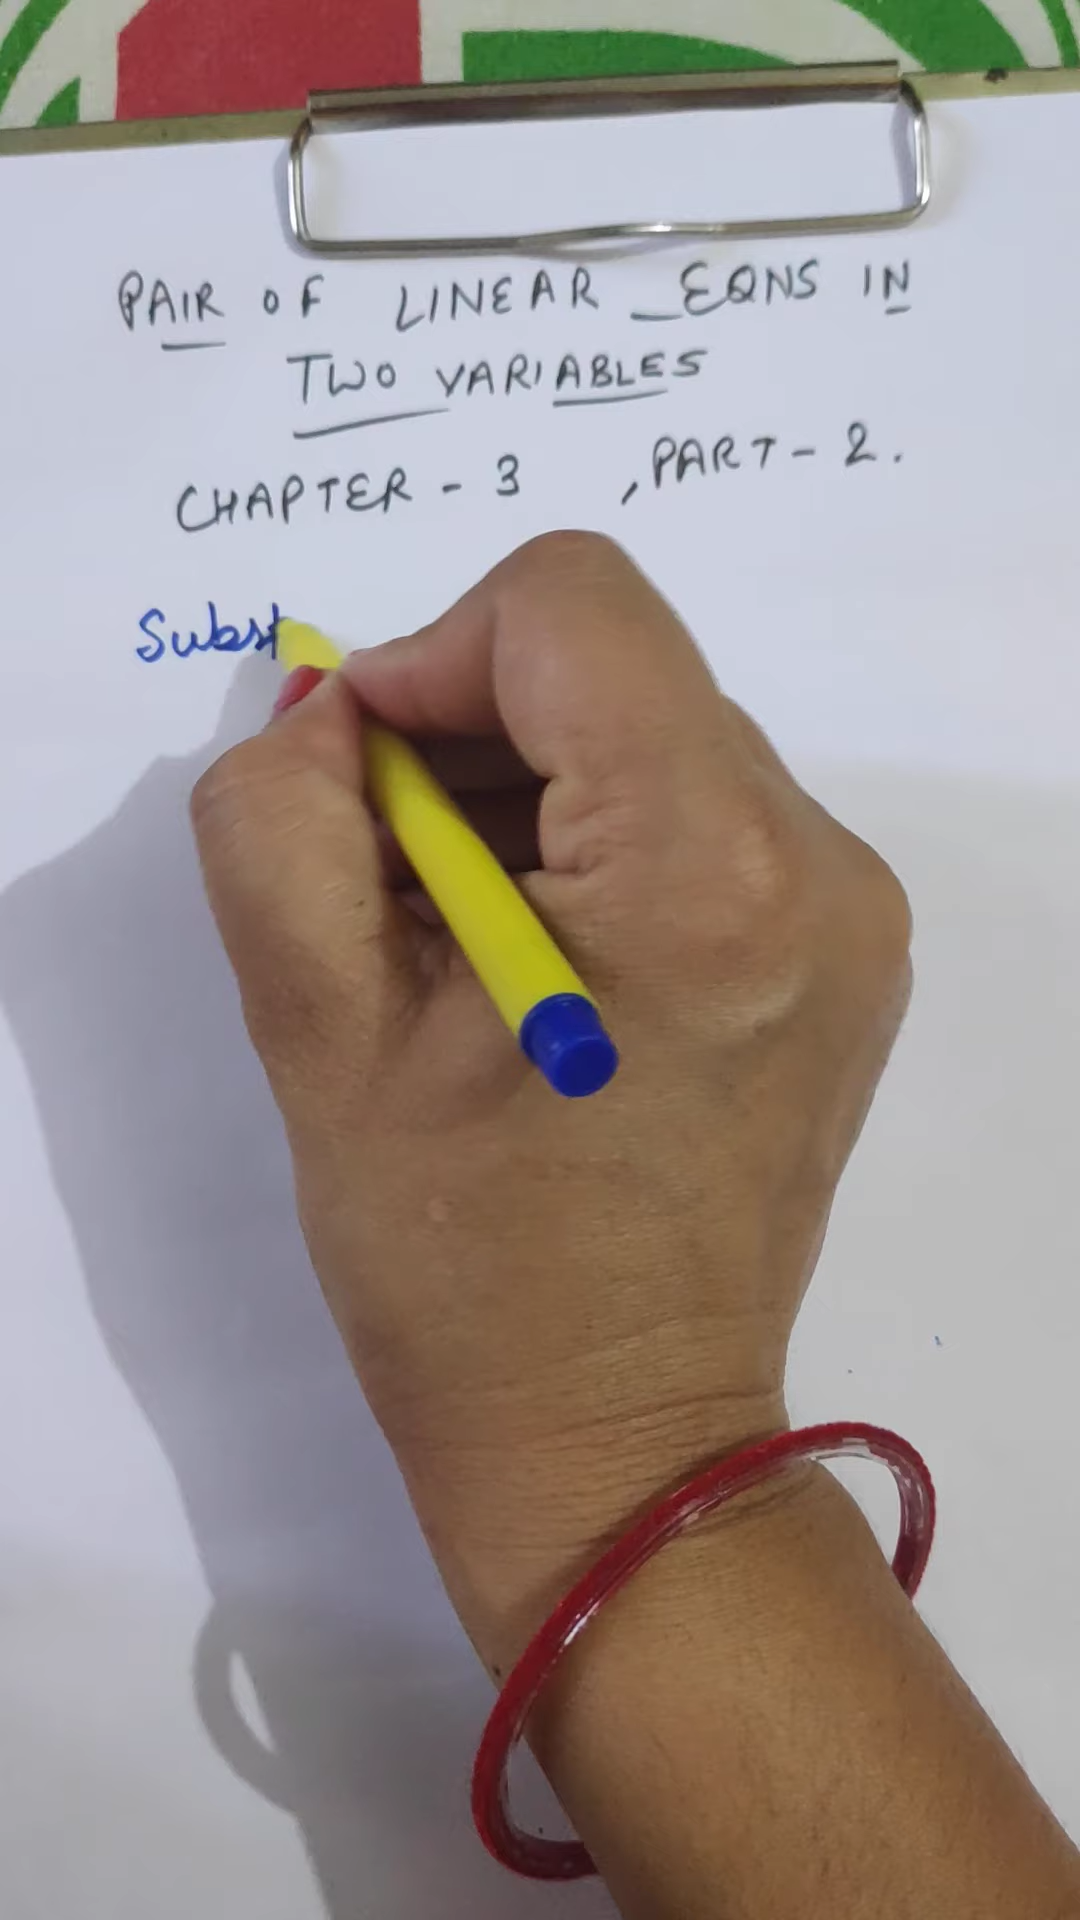 PAIR OF LINEAR EQNS IN
TWO VARIABLES
CHAPTER - 3 , PART - 2.
Subst